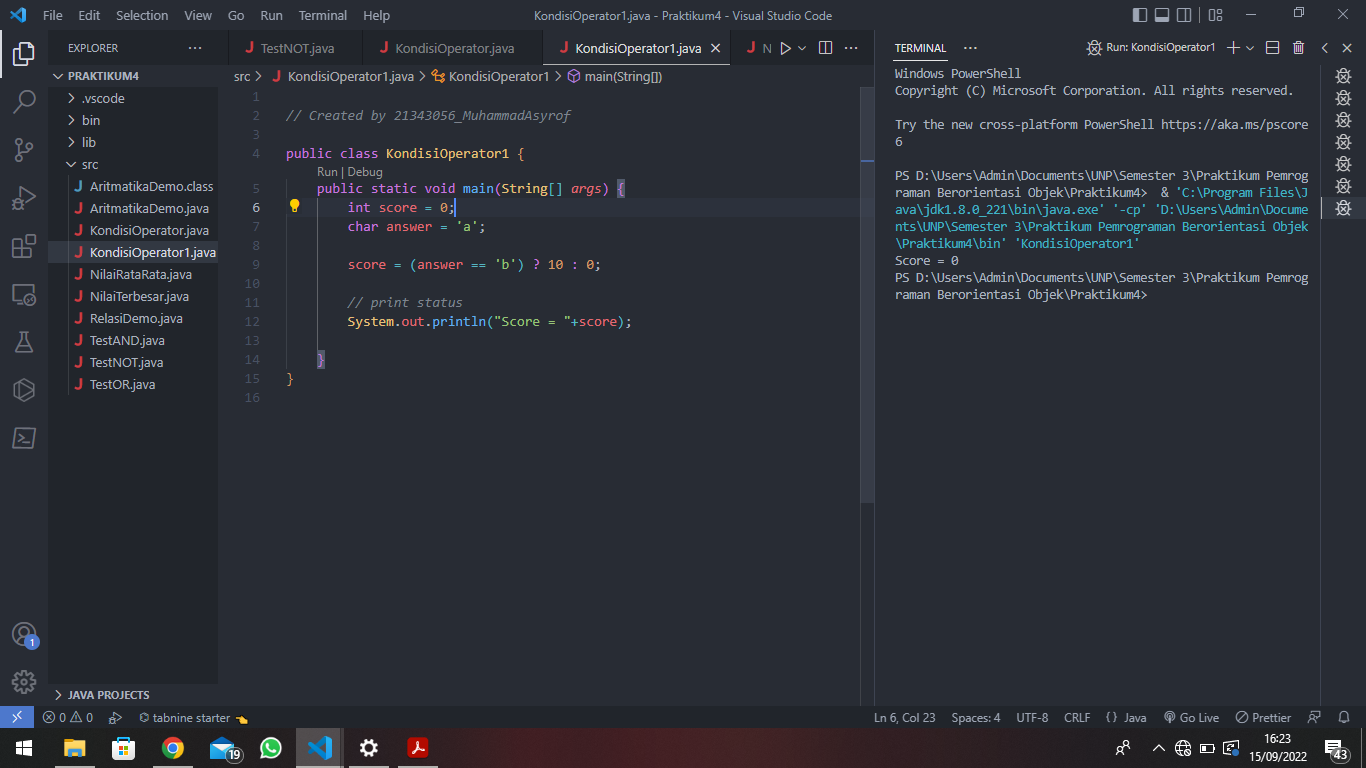 File Edit Selection View Go Run Terminal Help KondisiOperator1.java - Praktikum4 - Visual Studio Code
EXPLORER
PRAKTIKUM4
.vscode
bin
lib
src
AritmatikaDemo.class
AritmatikaDemo.java
KondisiOperator.java
KondisiOperator1.java
NilaiRataRata.java
NilaiTerbesar.java
RelasiDemo.java
TestAND.java
TestNOT.java
TestOR.java
JAVA PROJECTS
TestNOT.java KondisiOperator.java KondisiOperator1.java N
src > KondisiOperator1.java > KondisiOperator1 > main(String[])
1
2 // Created by 21343056_MuhammadAsyrof
3
4 public class KondisiOperator1 {
Run | Debug
5 public static void main(String[] args) {
6 int score = 0;
7 char answer = 'a';
8
9 score = (answer == 'b') ? 10 : 0;
10
11 // print status
12 System.out.println("Score = "+score);
13
14 }
15 }
16
TERMINAL Run: KondisiOperator1
Windows PowerShell
Copyright (C) Microsoft Corporation. All rights reserved.
Try the new cross-platform PowerShell https://aka.ms/pscore
6
PS D:\Users\Admin\Documents\UNP\Semester 3\Praktikum Pemrog
raman Berorientasi Objek\Praktikum4> & 'C:\Program Files\J
ava\jdk1.8.0_221\bin\java.exe' '-cp' 'D:\Users\Admin\Docume
nts\UNP\Semester 3\Praktikum Pemrograman Berorientasi Objek
\Praktikum4\bin' 'KondisiOperator1'
Score = 0
PS D:\Users\Admin\Documents\UNP\Semester 3\Praktikum Pemrog
raman Berorientasi Objek\Praktikum4>
1
0 0 tabnine starter Ln 6, Col 23 Spaces: 4 UTF-8 CRLF {} Java Go Live Prettier
19
16:23
15/09/2022
43